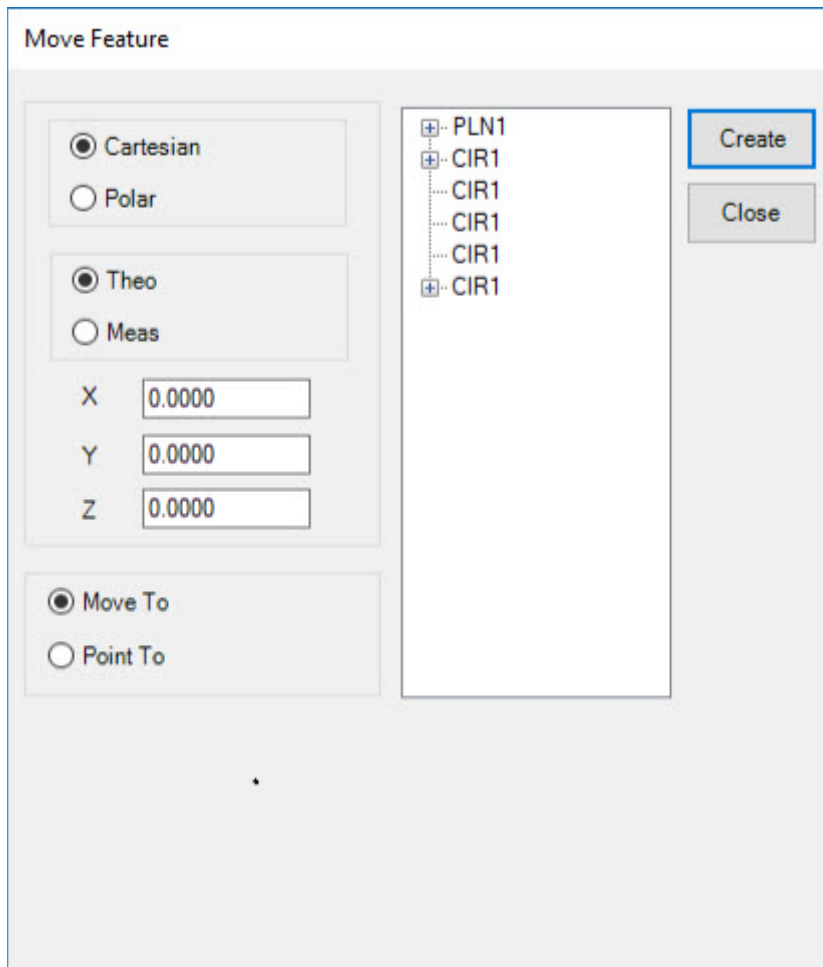 Move Feature
Cartesian
Polar
Theo
Meas
X 0.0000
Y 0.0000
Z 0.0000
Move To
Point To
PLN1
CIR1
CIR1
CIR1
CIR1
CIR1
Create
Close